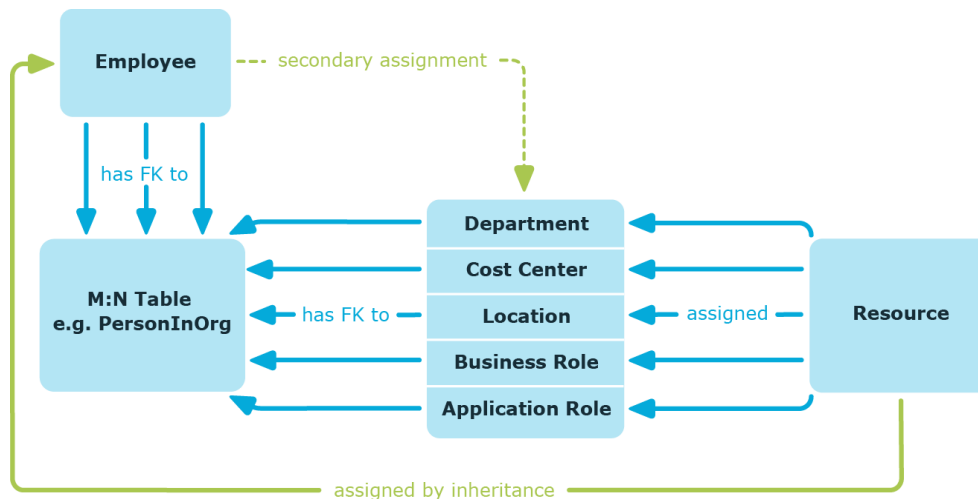 Employee
secondary assignment
has FK to
Department
Cost Center
Location
Business Role
Application Role
M:N Table
e.g. PersonInOrg
has FK to
assigned
Resource
assigned by inheritance